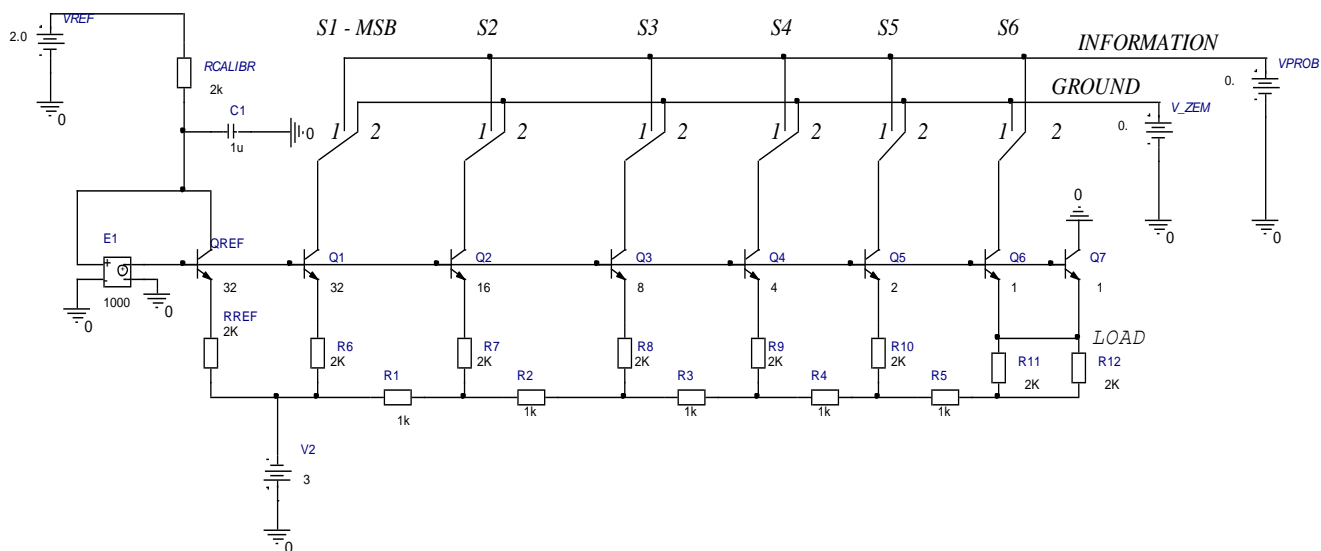 VREF
2.0
0
RCALIBR
2k
C1
1u
0
S1 - MSB
S2
S3
S4
S5
S6
INFORMATION
GROUND
VPROB
0.
0
V_ZEM
0.
0
1 2
1 2
1 2
1 2
1 2
1 2
0
E1
1000
0
0
QREF
32
Q1
32
Q2
16
Q3
8
Q4
4
Q5
2
Q6
1
Q7
1
RREF
2K
R6
2K
R7
2K
R8
2K
R9
2K
R10
2K
LOAD
R11
2K
R12
2K
R1
1k
R2
1k
R3
1k
R4
1k
R5
1k
V2
3
0